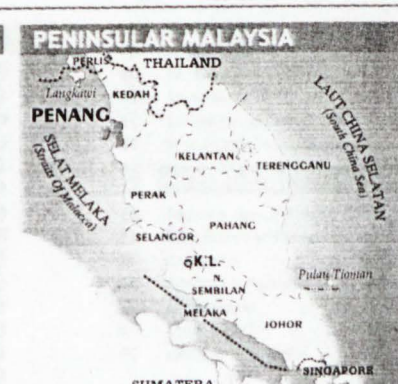 PENINSULAR MALAYSIA
PERLIS
THAILAND
Langkawi
KEDAH
PENANG
LAUT CHINA SELATAN
(South China Sea)
SELAT MELAKA
(Straits Of Malacca)
KELANTAN
TERENGGANU
PERAK
PAHANG
SELANGOR
K.L.
Pulau Tioman
N.
SEMBILAN
MELAKA
JOHOR
SINGAPORE
SUMATERA